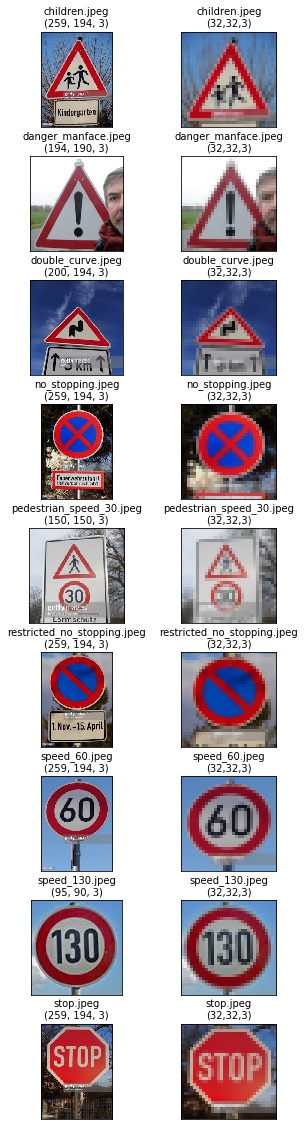 children.jpeg
(259, 194, 3)
children.jpeg
(32,32,3)
Kindergarten
danger_manface.jpeg
(194, 190, 3)
danger_manface.jpeg
(32,32,3)
double_curve.jpeg
(200, 194, 3)
double_curve.jpeg
(32,32,3)
gettyimages
5 km
no_stopping.jpeg
(259, 194, 3)
no_stopping.jpeg
(32,32,3)
Feuerwehrzufahrt
pedestrian_speed_30.jpeg
(150, 150, 3)
pedestrian_speed_30.jpeg
(32,32,3)
30
gettyimages
Lärmschutz
restricted_no_stopping.jpeg
(259, 194, 3)
restricted_no_stopping.jpeg
(32,32,3)
1. Nov. -15. April
speed_60.jpeg
(259, 194, 3)
speed_60.jpeg
(32,32,3)
60
60
speed_130.jpeg
(95, 90, 3)
speed_130.jpeg
(32,32,3)
130
130
stop.jpeg
(259, 194, 3)
stop.jpeg
(32,32,3)
STOP
STOP